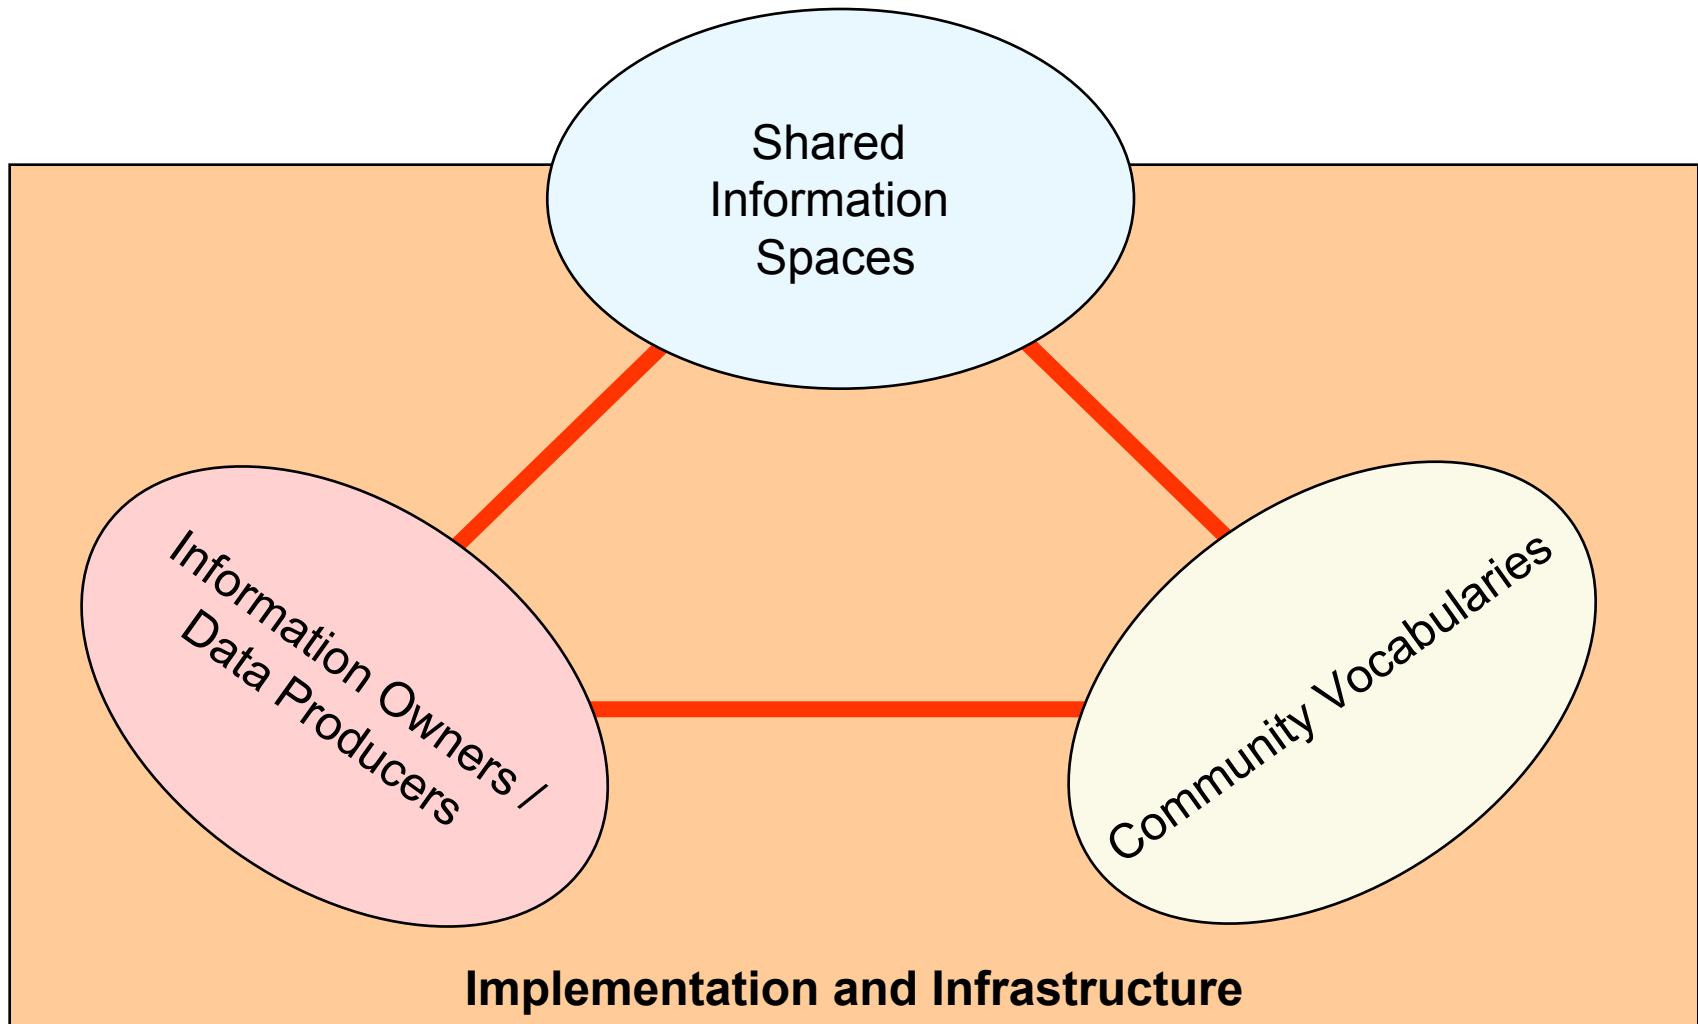 Shared
Information
Spaces
Information Owners /
Data Producers
Community Vocabularies
Implementation and Infrastructure